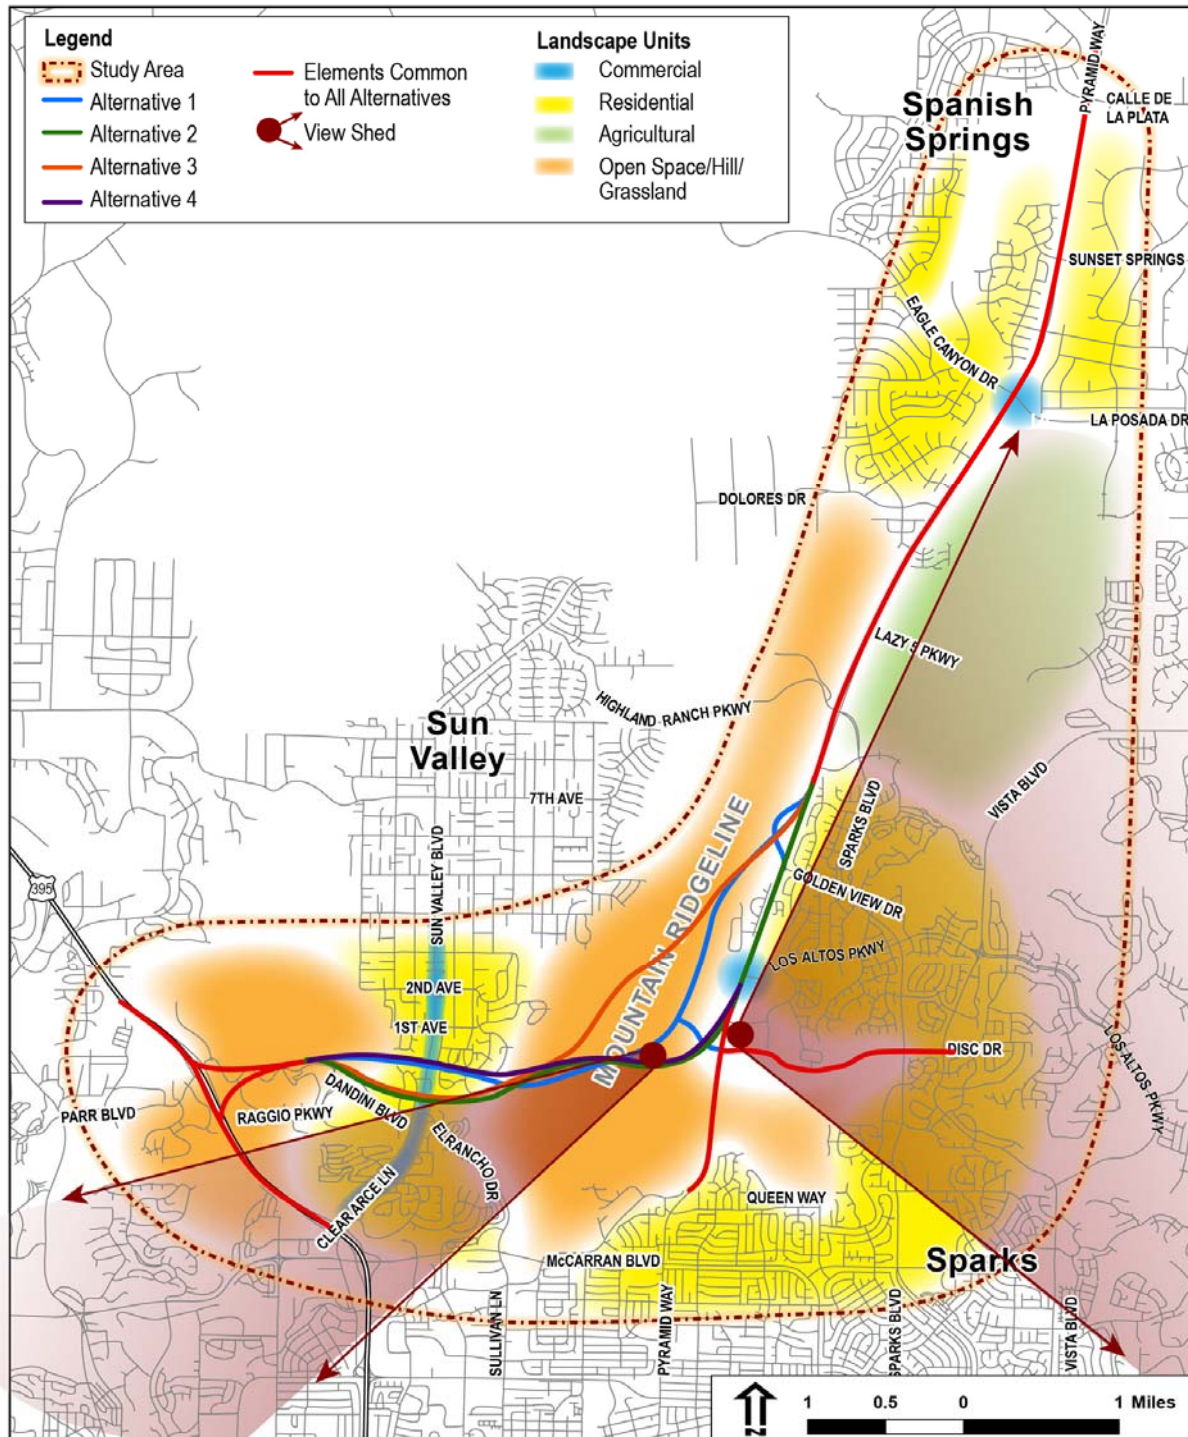 Legend
Study Area
Alternative 1
Alternative 2
Alternative 3
Alternative 4
Elements Common
to All Alternatives
View Shed
Landscape Units
Commercial
Residential
Agricultural
Open Space/Hill/
Grassland
PYRAMID WAY
Spanish
Springs
CALLE DE
LA PLATA
SUNSET SPRINGS
EAGLE CANYON DR
LA POSADA DR
DOLORES DR
LAZY 5 PKWY
HIGHLAND RANCH PKWY
Sun
Valley
7TH AVE
VISTA BLVD
SPARKS BLVD
MOUNTAIN RIDGELINE
GOLDEN VIEW DR
395
SUN VALLEY BLVD
LOS ALTOS PKWY
2ND AVE
1ST AVE
DISC DR
LOS ALTOS PKWY
PARR BLVD
RAGGIO PKWY
DANDINI BLVD
ELRANCHO DR
CLEAR ARCE LN
QUEEN WAY
McCARRAN BLVD
Sparks
SULLIVAN LN
PYRAMID WAY
SPARKS BLVD
VISTA BLVD
N
1 0.5 0 1 Miles